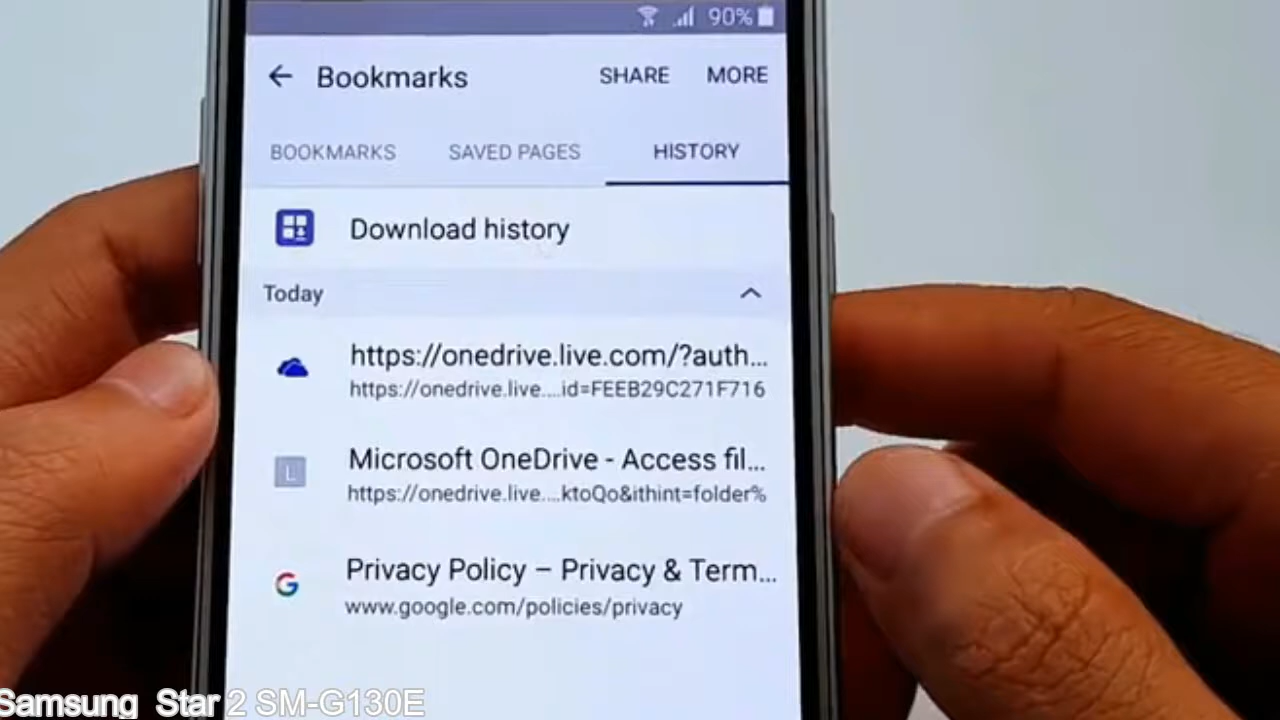 90%
Bookmarks SHARE MORE
BOOKMARKS SAVED PAGES HISTORY
Download history
Today
https://onedrive.live.com/?auth...
https://onedrive.live....id=FEEB29C271F716
L
Microsoft OneDrive - Access fil...
https://onedrive.live....ktoQo&ithint=folder%
G
Privacy Policy – Privacy & Term...
www.google.com/policies/privacy
Samsung Star 2 SM-G130E